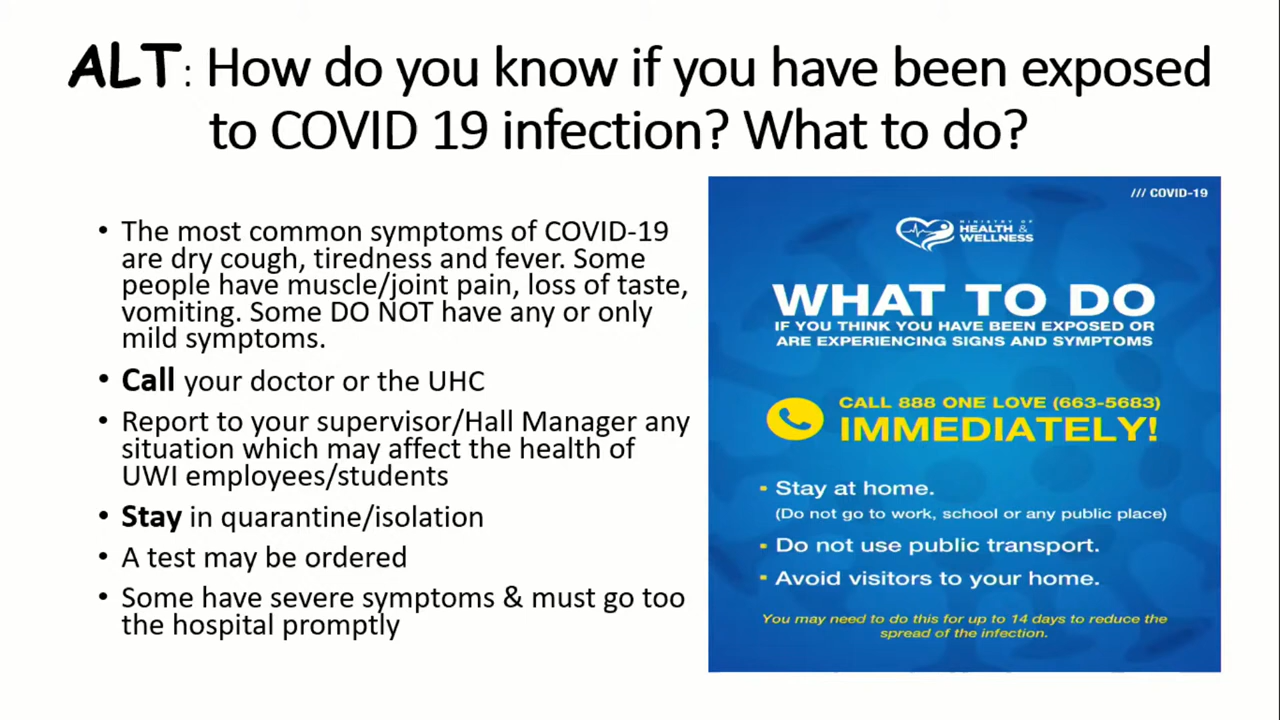 ALT: How do you know if you have been exposed
to COVID 19 infection? What to do?
• The most common symptoms of COVID-19
are dry cough, tiredness and fever. Some
people have muscle/joint pain, loss of taste,
vomiting. Some DO NOT have any or only
mild symptoms.
• Call your doctor or the UHC
• Report to your supervisor/Hall Manager any
situation which may affect the health of
UWI employees/students
• Stay in quarantine/isolation
• A test may be ordered
• Some have severe symptoms & must go too
the hospital promptly
/// COVID-19
MINISTRY OF
HEALTH &
WELLNESS
WHAT TO DO
IF YOU THINK YOU HAVE BEEN EXPOSED OR
ARE EXPERIENCING SIGNS AND SYMPTOMS
CALL 888 ONE LOVE (663-5683)
IMMEDIATELY!
Stay at home.
(Do not go to work, school or any public place)
Do not use public transport.
Avoid visitors to your home.
You may need to do this for up to 14 days to reduce the
spread of the infection.